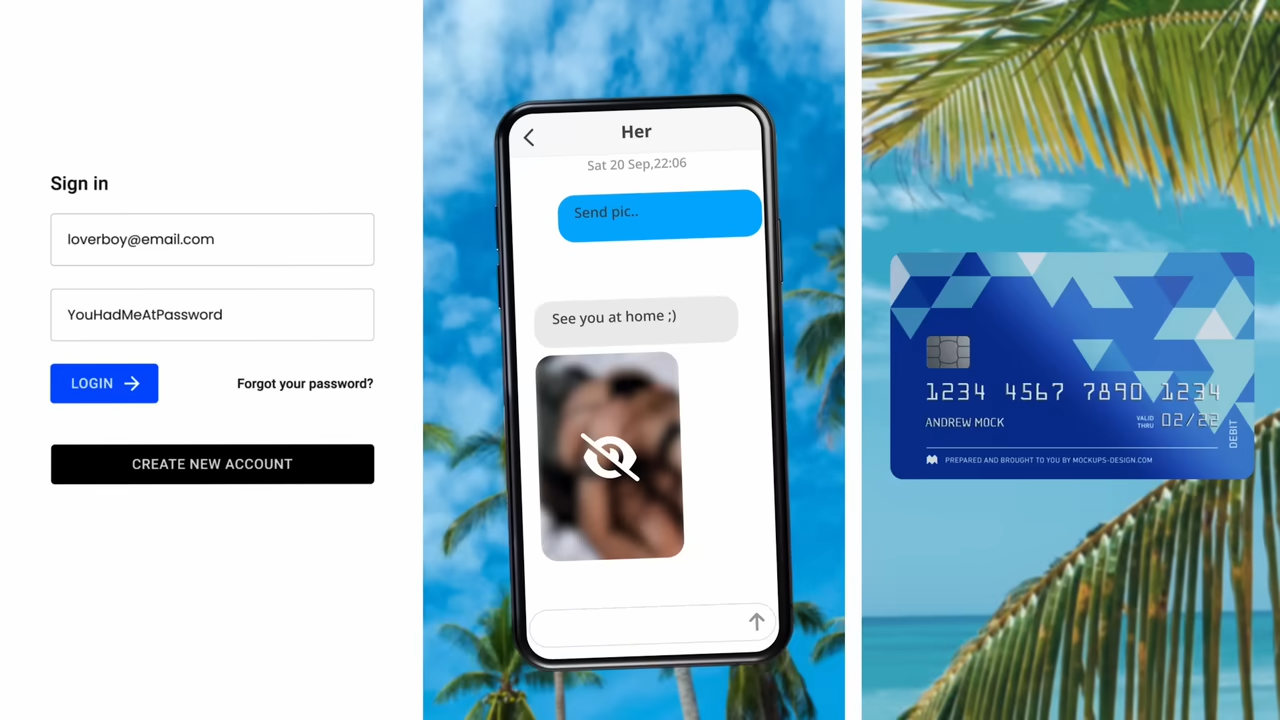 Sign in
loverboy@email.com
YouHadMeAtPassword
LOGIN
Forgot your password?
CREATE NEW ACCOUNT
Her
Sat 20 Sep,22:06
Send pic..
See you at home ;)
1234 4567 7890 1234
ANDREW MOCK
VALID THRU 02/22
DEBIT
PREPARED AND BROUGHT TO YOU BY MOCKUPS-DESIGN.COM